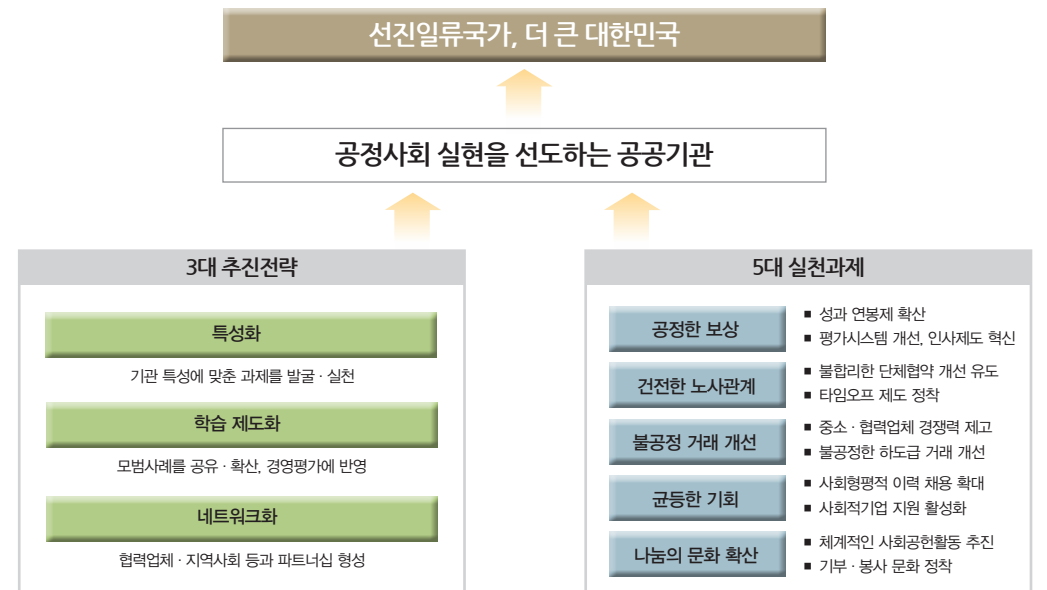 선진일류국가, 더 큰 대한민국
공정사회 실현을 선도하는 공공기관
3대 추진전략
특성화
기관 특성에 맞춘 과제를 발굴 · 실천
학습 제도화
모범사례를 공유 · 확산, 경영평가에 반영
네트워크화
협력업체 · 지역사회 등과 파트너십 형성
5대 실천과제
공정한 보상
■ 성과 연봉제 확산
■ 평가시스템 개선, 인사제도 혁신
건전한 노사관계
■ 불합리한 단체협약 개선 유도
■ 타임오프 제도 정착
불공정 거래 개선
■ 중소 · 협력업체 경쟁력 제고
■ 불공정한 하도급 거래 개선
균등한 기회
■ 사회형평적 이력 채용 확대
■ 사회적기업 지원 활성화
나눔의 문화 확산
■ 체계적인 사회공헌활동 추진
■ 기부 · 봉사 문화 정착